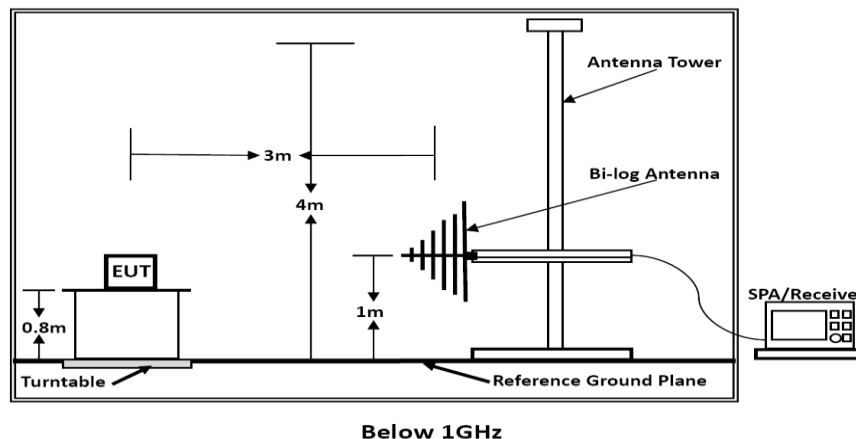 Antenna Tower
3m
Bi-log Antenna
4m
EUT
1m
0.8m
SPA/Receive
Turntable
Reference Ground Plane
Below 1GHz